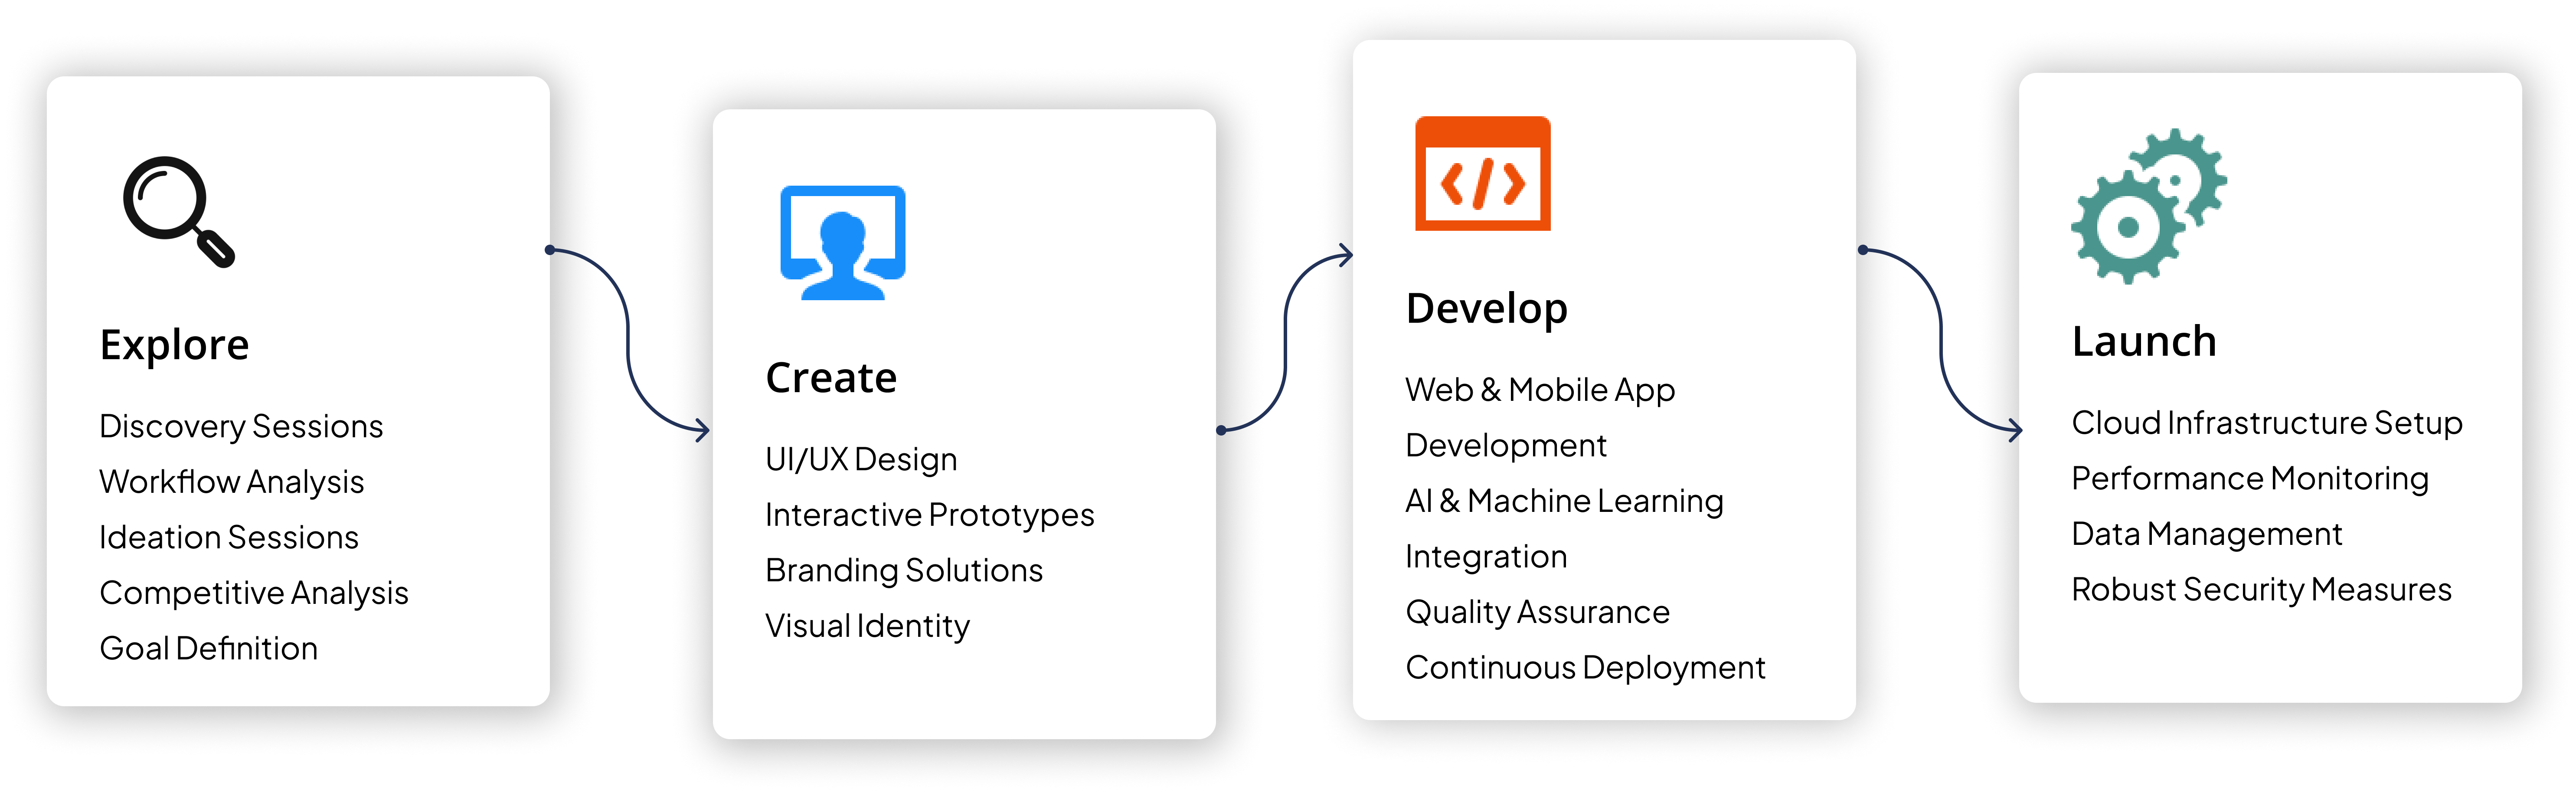 Explore
Discovery Sessions
Workflow Analysis
Ideation Sessions
Competitive Analysis
Goal Definition
Create
UI/UX Design
Interactive Prototypes
Branding Solutions
Visual Identity
</>
Develop
Web & Mobile App
Development
AI & Machine Learning
Integration
Quality Assurance
Continuous Deployment
Launch
Cloud Infrastructure Setup
Performance Monitoring
Data Management
Robust Security Measures